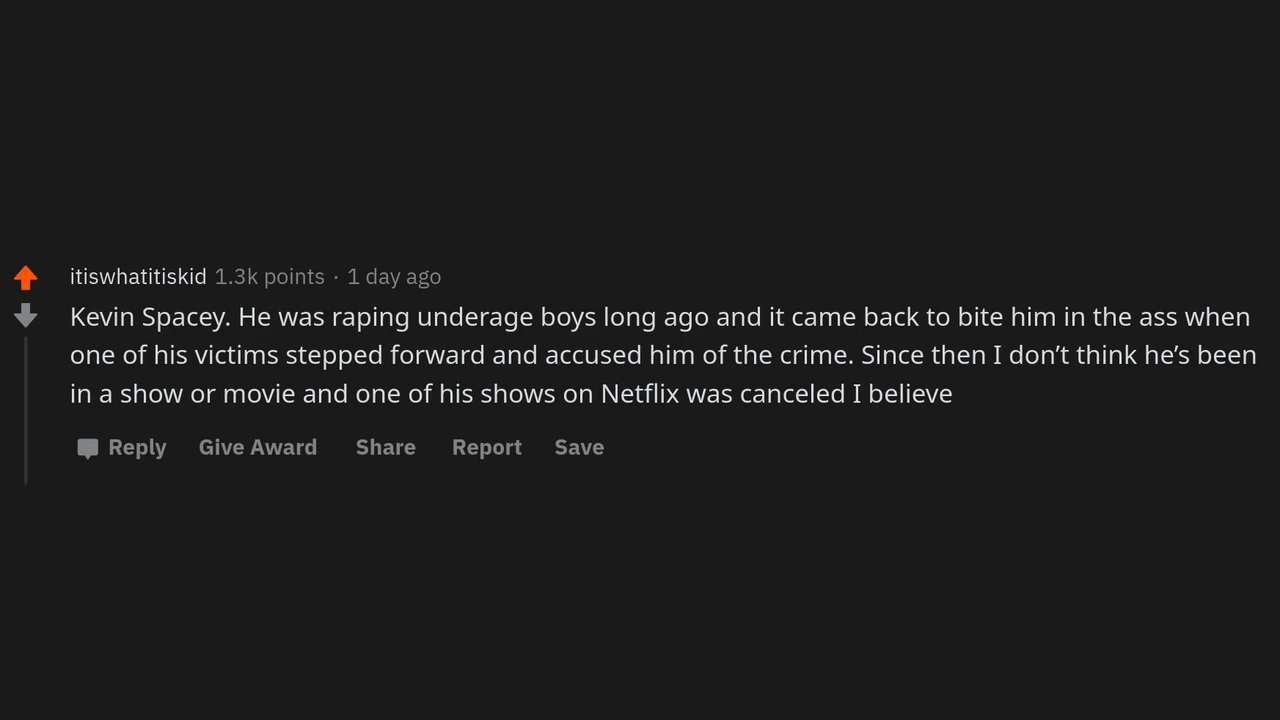 itiswhatitiskid 1.3k points · 1 day ago
Kevin Spacey. He was raping underage boys long ago and it came back to bite him in the ass when
one of his victims stepped forward and accused him of the crime. Since then I don’t think he’s been
in a show or movie and one of his shows on Netflix was canceled I believe
Reply Give Award Share Report Save